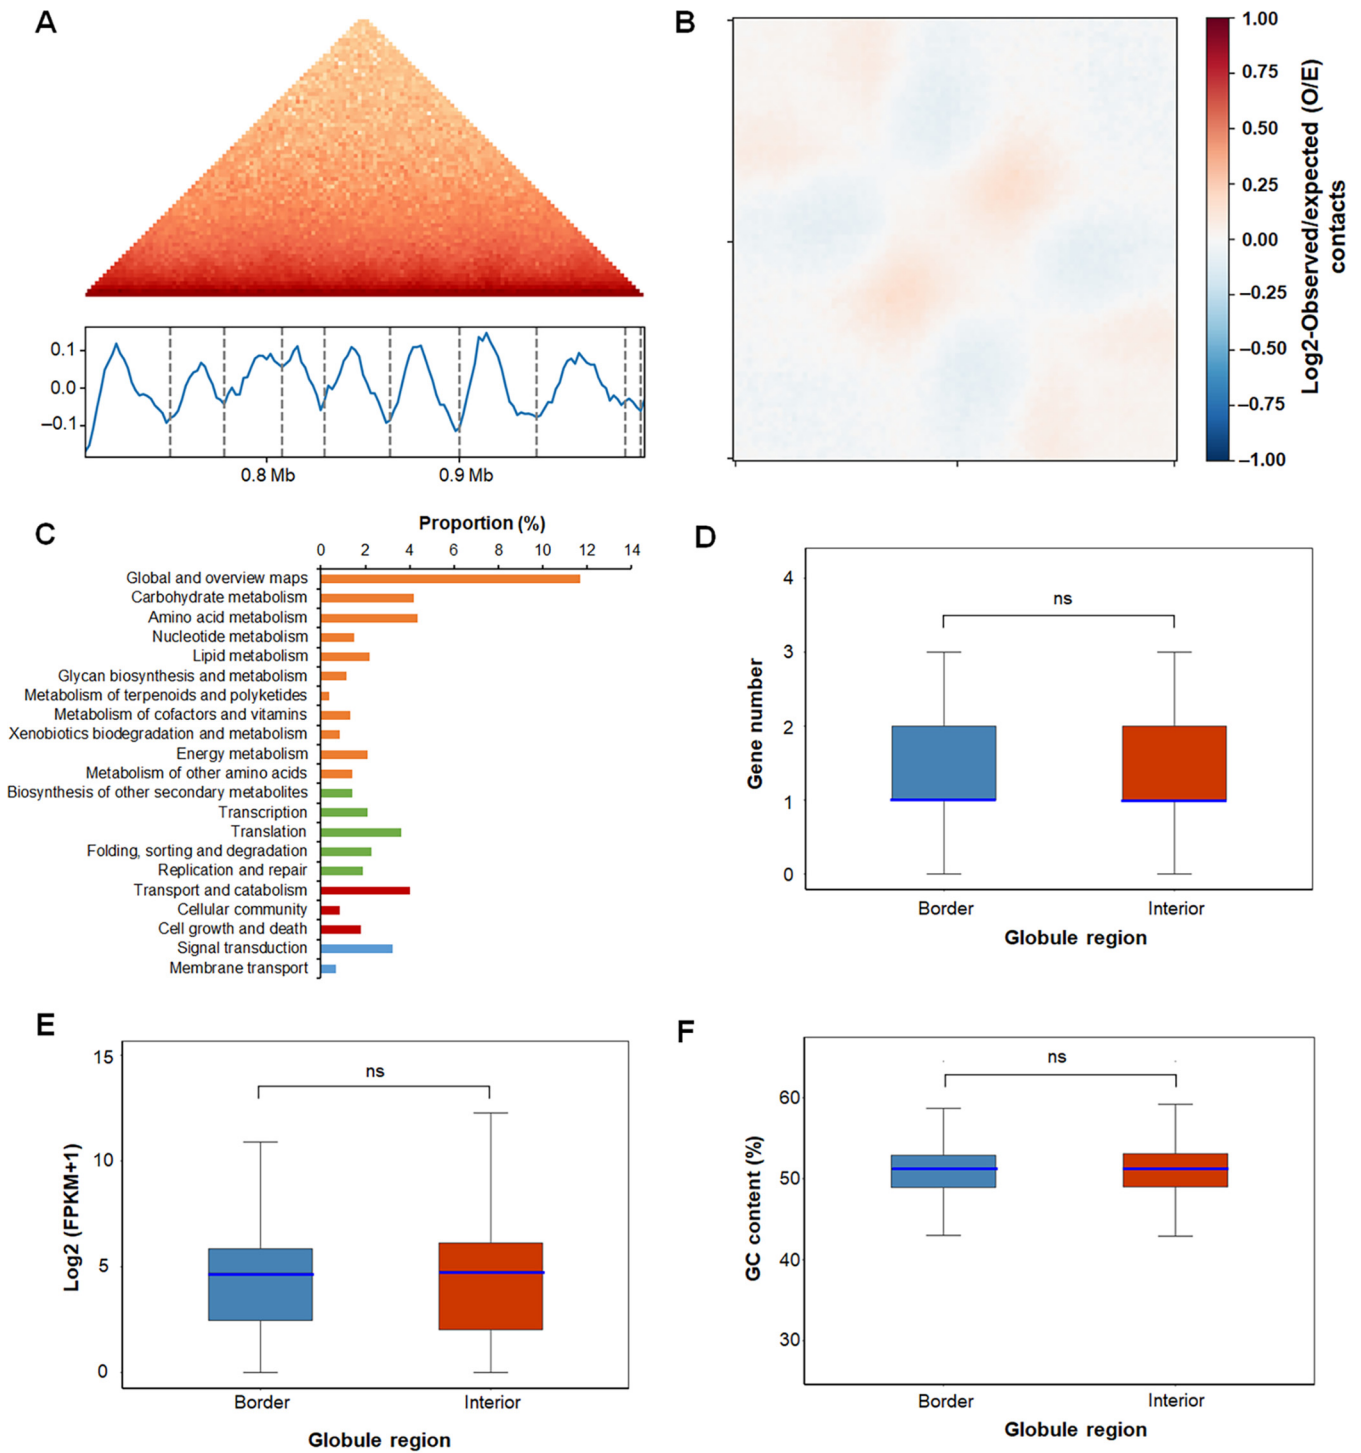 A
0.1
0.0
–0.1
0.8 Mb
0.9 Mb
B
1.00
0.75
0.50
0.25
0.00
–0.25
–0.50
–0.75
–1.00
Log2-Observed/expected (O/E)
contacts
C
Proportion (%)
0 2 4 6 8 10 12 14
Global and overview maps
Carbohydrate metabolism
Amino acid metabolism
Nucleotide metabolism
Lipid metabolism
Glycan biosynthesis and metabolism
Metabolism of terpenoids and polyketides
Metabolism of cofactors and vitamins
Xenobiotics biodegradation and metabolism
Energy metabolism
Metabolism of other amino acids
Biosynthesis of other secondary metabolites
Transcription
Translation
Folding, sorting and degradation
Replication and repair
Transport and catabolism
Cellular community
Cell growth and death
Signal transduction
Membrane transport
D
Gene number
4
3
2
1
0
ns
Border
Interior
Globule region
E
Log2 (FPKM+1)
15
10
5
0
ns
Border
Interior
Globule region
F
GC content (%)
60
50
40
30
ns
Border
Interior
Globule region